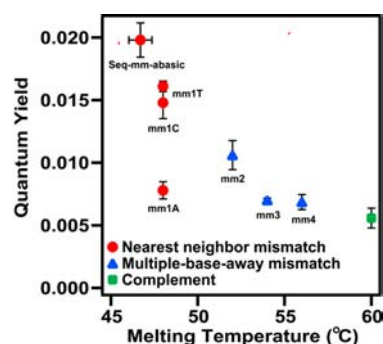 0.020
Seq-mm-abasic
mm1T
0.015
mm1C
mm2
0.010
mm1A
mm3
mm4
0.005
Nearest neighbor mismatch
Multiple-base-away mismatch
Complement
0.000
45
50
55
60
Melting Temperature (°C)
Quantum Yield